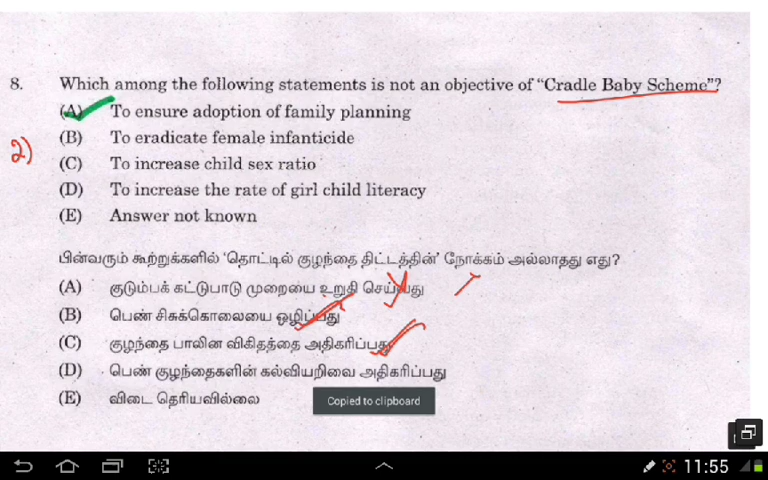 8. Which among the following statements is not an objective of “Cradle Baby Scheme”?
(A) To ensure adoption of family planning
2) (B) To eradicate female infanticide
(C) To increase child sex ratio
(D) To increase the rate of girl child literacy
(E) Answer not known
பின்வரும் கூற்றுக்களில் ‘தொட்டில் குழந்தை திட்டத்தின்’ நோக்கம் அல்லாதது எது?
(A) குடும்பக் கட்டுபாடு முறையை உறுதி செய்வது
(B) பெண் சிசுக்கொலையை ஒழிப்பது
(C) குழந்தை பாலின விகிதத்தை அதிகரிப்பது
(D) பெண் குழந்தைகளின் கல்வியறிவை அதிகரிப்பது
(E) விடை தெரியவில்லை
Copied to clipboard
11:55